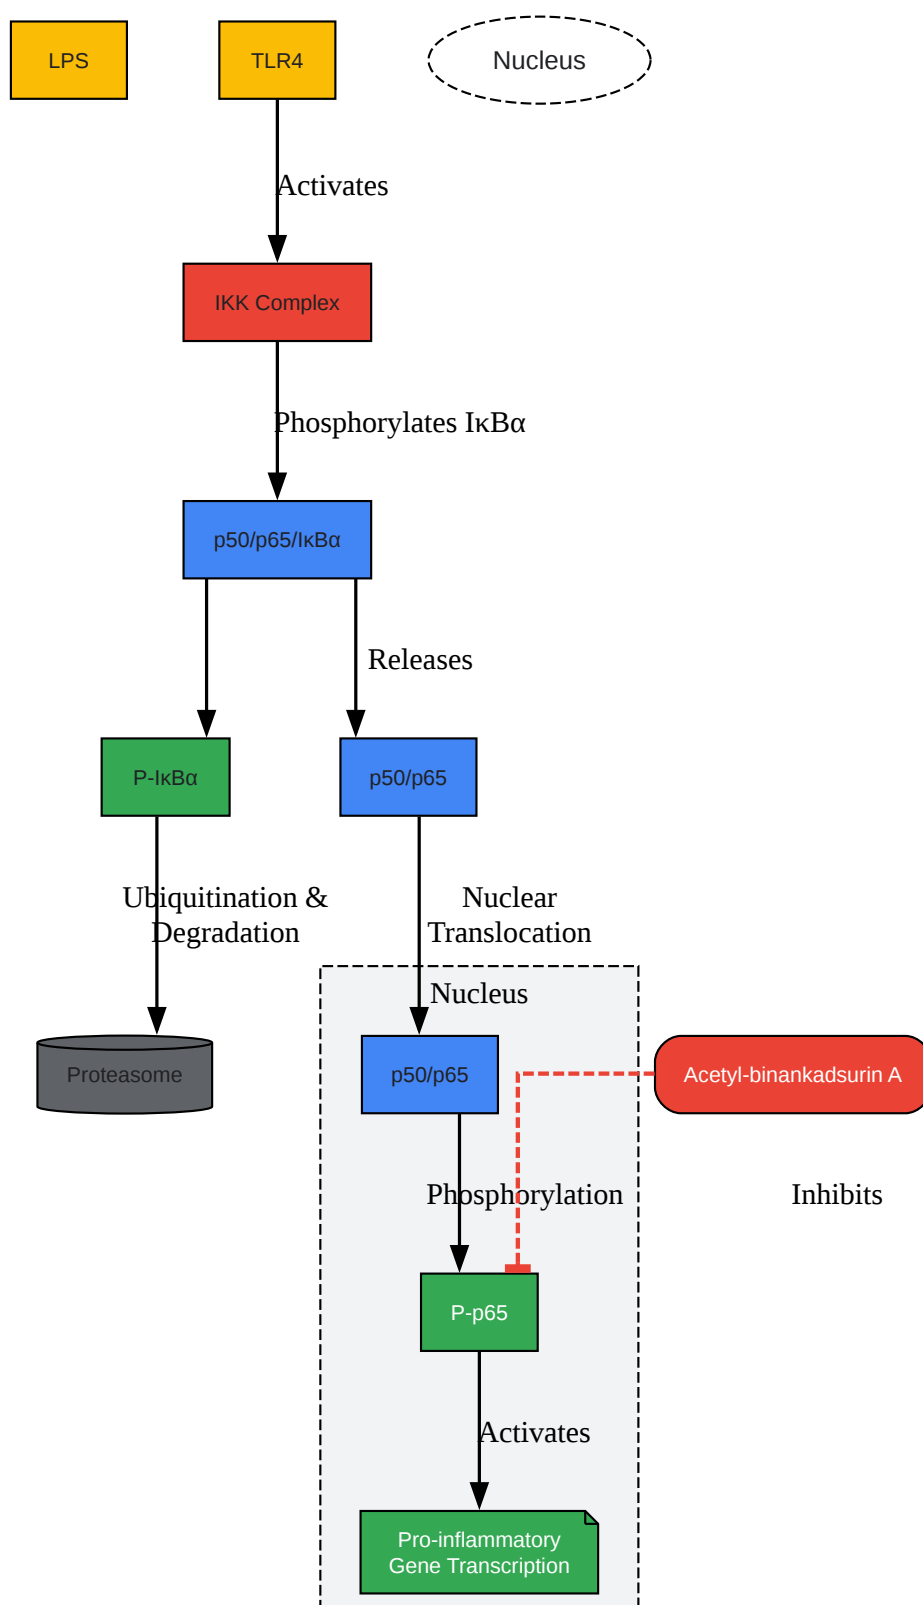 LPS
TLR4
Nucleus
Activates
IKK Complex
Phosphorylates IκBα
p50/p65/IκBα
Releases
P-IκBα
p50/p65
Ubiquitination &
Degradation
Nuclear
Translocation
Nucleus
Proteasome
p50/p65
Acetyl-binankadsurin A
Phosphorylation
Inhibits
P-p65
Activates
Pro-inflammatory
Gene Transcription